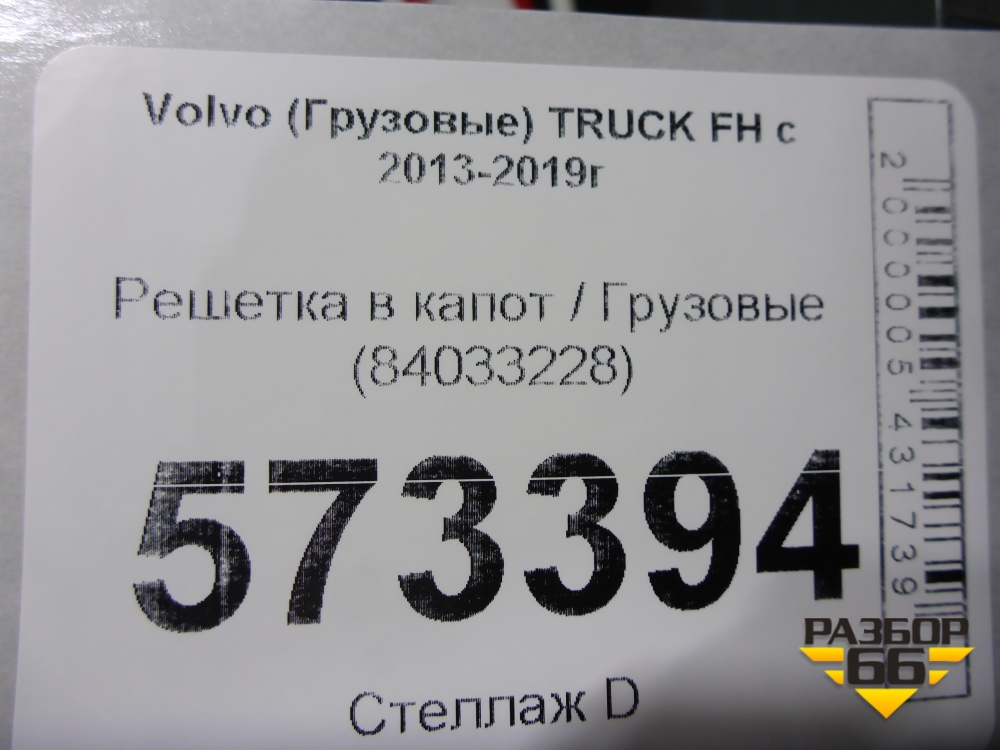 Volvo (Грузовые) TRUCK FH с
2013-2019г
Решетка в капот / Грузовые
(84033228)
573394
Стеллаж D
2000005431739
РАЗБОР
66